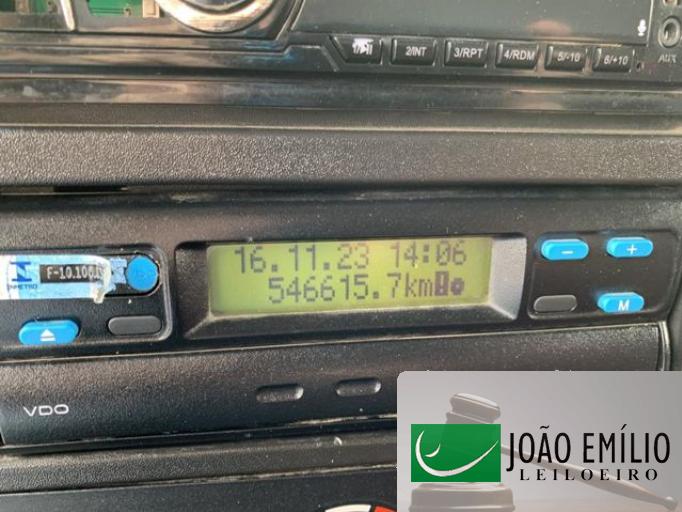 2/INT 3/RPT 4/RDM 5/-10 6/+10 AUX
16.11.23 14:06
546615.7km
F-10.100
- +
M
VDO
JOÃO EMÍLIO
LEILOEIRO